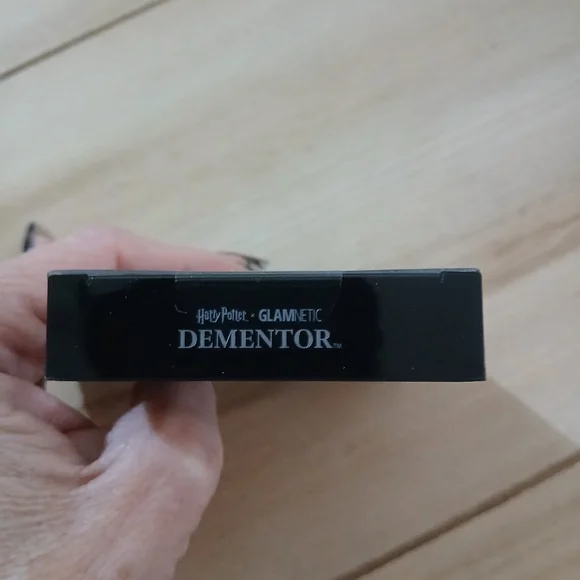 Harry Potter × GLAMNETIC
DEMENTOR™